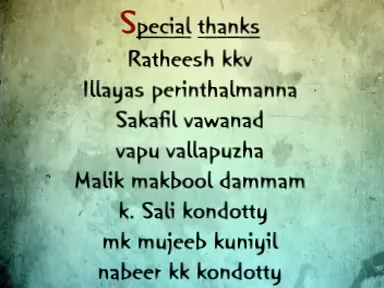 Special thanks
Ratheesh kkv
Illayas perinthalmanna
Sakafil vawanad
vapu vallapuzha
Malik makbool dammam
k. Sali kondotty
mk mujeeb kuniyil
nabeer kk kondotty